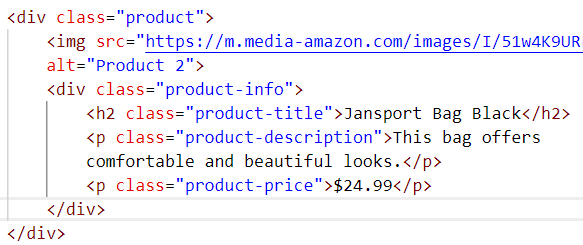 <div class="product">
<img src="https://m.media-amazon.com/images/I/51w4K9UR
alt="Product 2">
<div class="product-info">
<h2 class="product-title">Jansport Bag Black</h2>
<p class="product-description">This bag offers
comfortable and beautiful looks.</p>
<p class="product-price">$24.99</p>
</div>
</div>